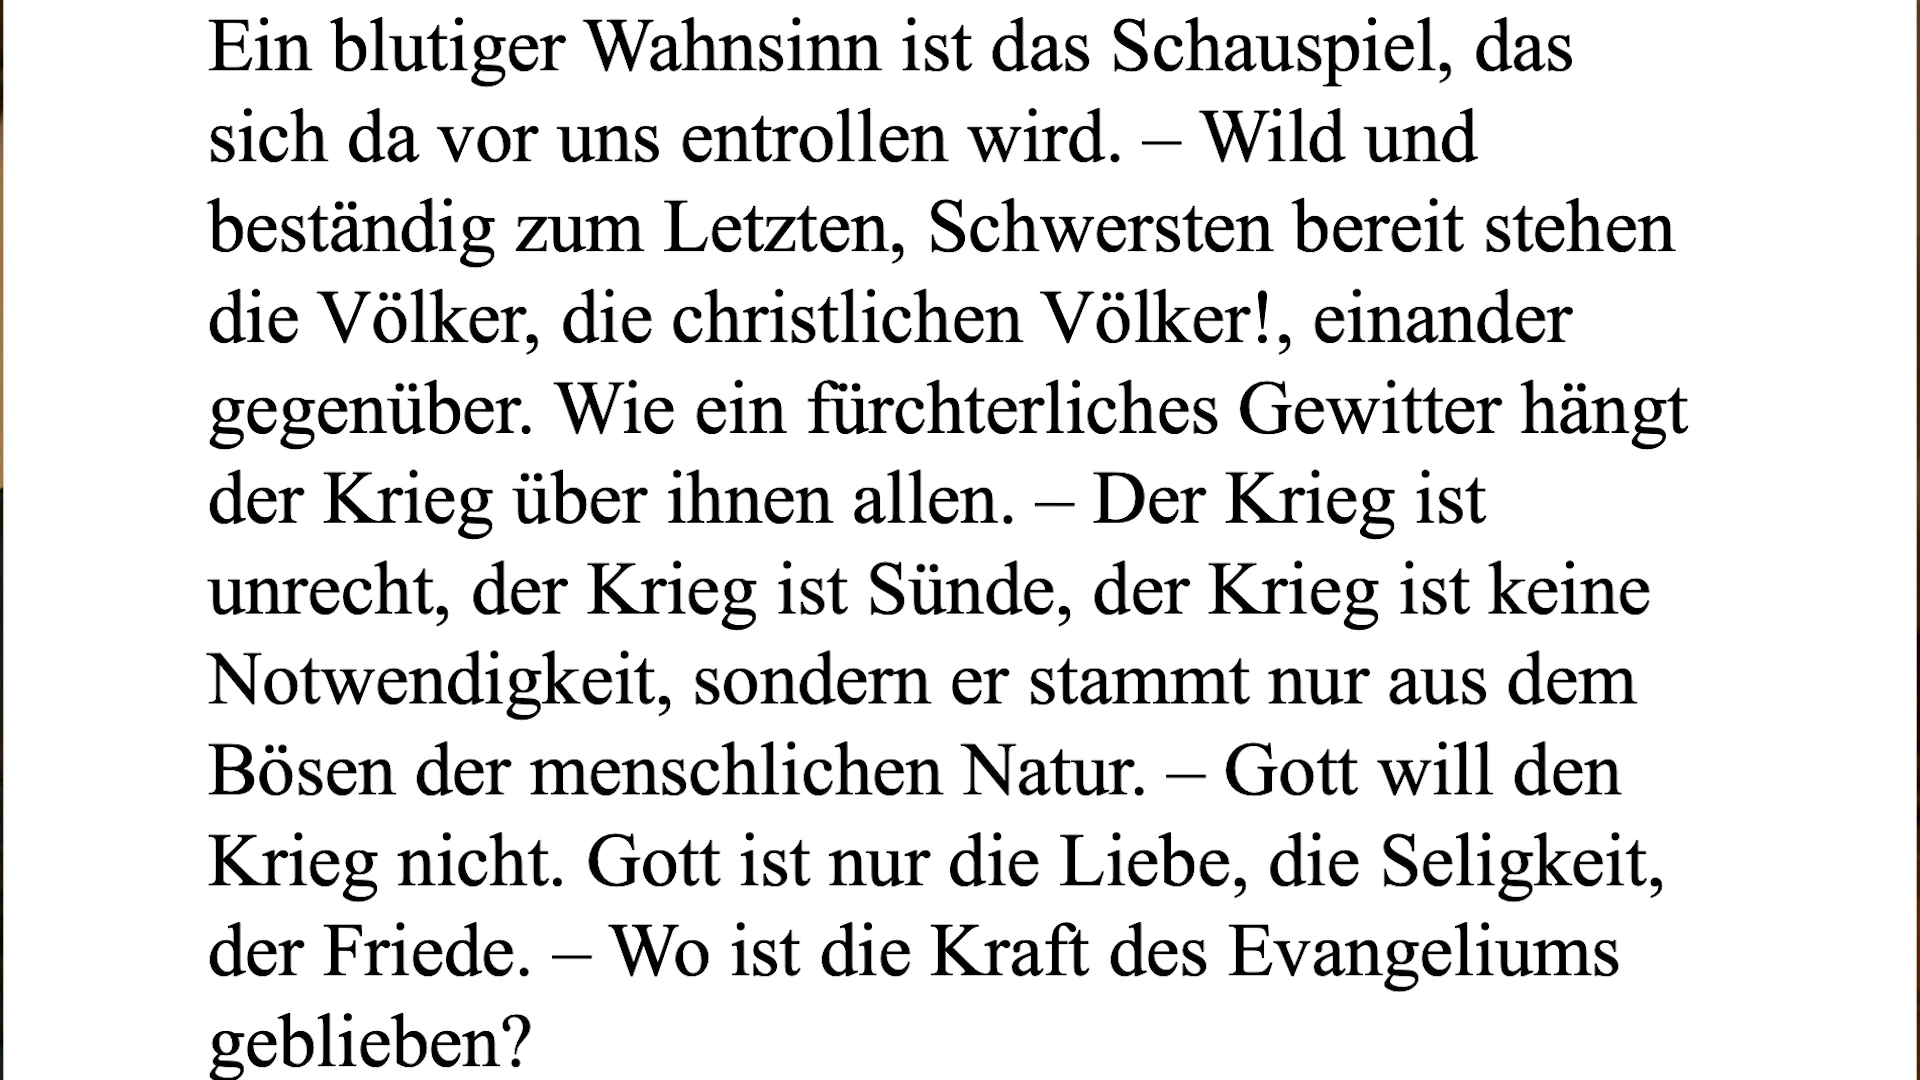 Ein blutiger Wahnsinn ist das Schauspiel, das
sich da vor uns entrollen wird. – Wild und
beständig zum Letzten, Schwersten bereit stehen
die Völker, die christlichen Völker!, einander
gegenüber. Wie ein fürchterliches Gewitter hängt
der Krieg über ihnen allen. – Der Krieg ist
unrecht, der Krieg ist Sünde, der Krieg ist keine
Notwendigkeit, sondern er stammt nur aus dem
Bösen der menschlichen Natur. – Gott will den
Krieg nicht. Gott ist nur die Liebe, die Seligkeit,
der Friede. – Wo ist die Kraft des Evangeliums
geblieben?